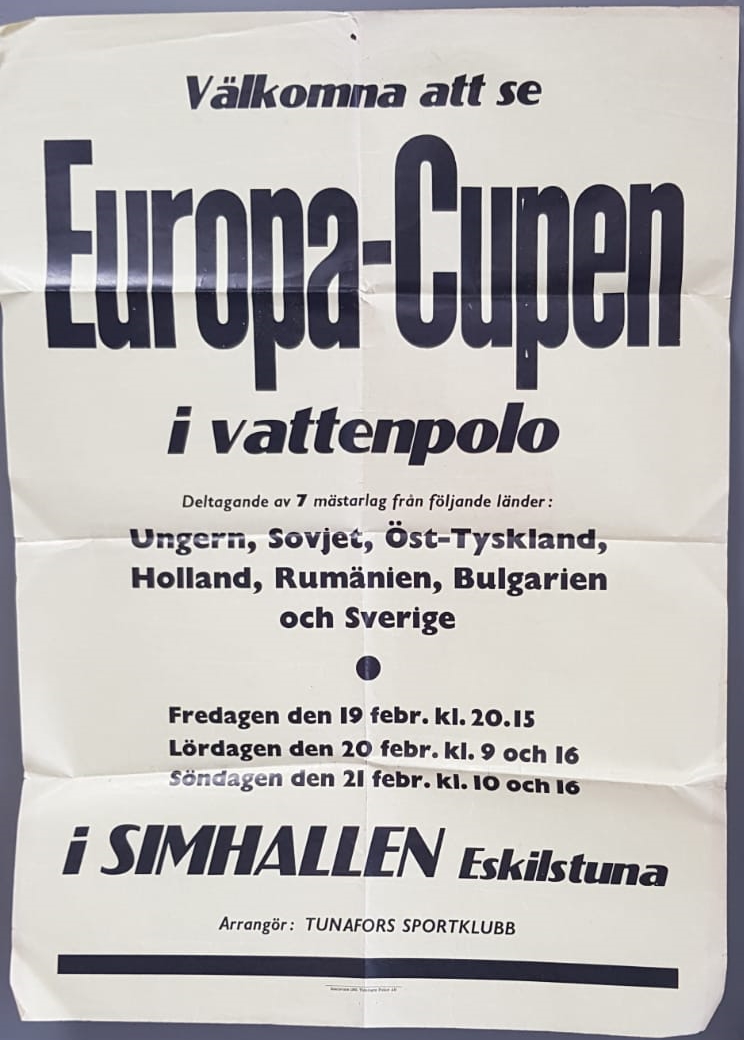 Välkomna att se
Europa-Cupen
i vattenpolo
Deltagande av 7 mästarlag från följande länder:
Ungern, Sovjet, Öst-Tyskland,
Holland, Rumänien, Bulgarien
och Sverige
Fredagen den 19 febr. kl. 20.15
Lördagen den 20 febr. kl. 9 och 16
Söndagen den 21 febr. kl. 10 och 16
i SIMHALLEN Eskilstuna
Arrangör: TUNAFORS SPORTKLUBB